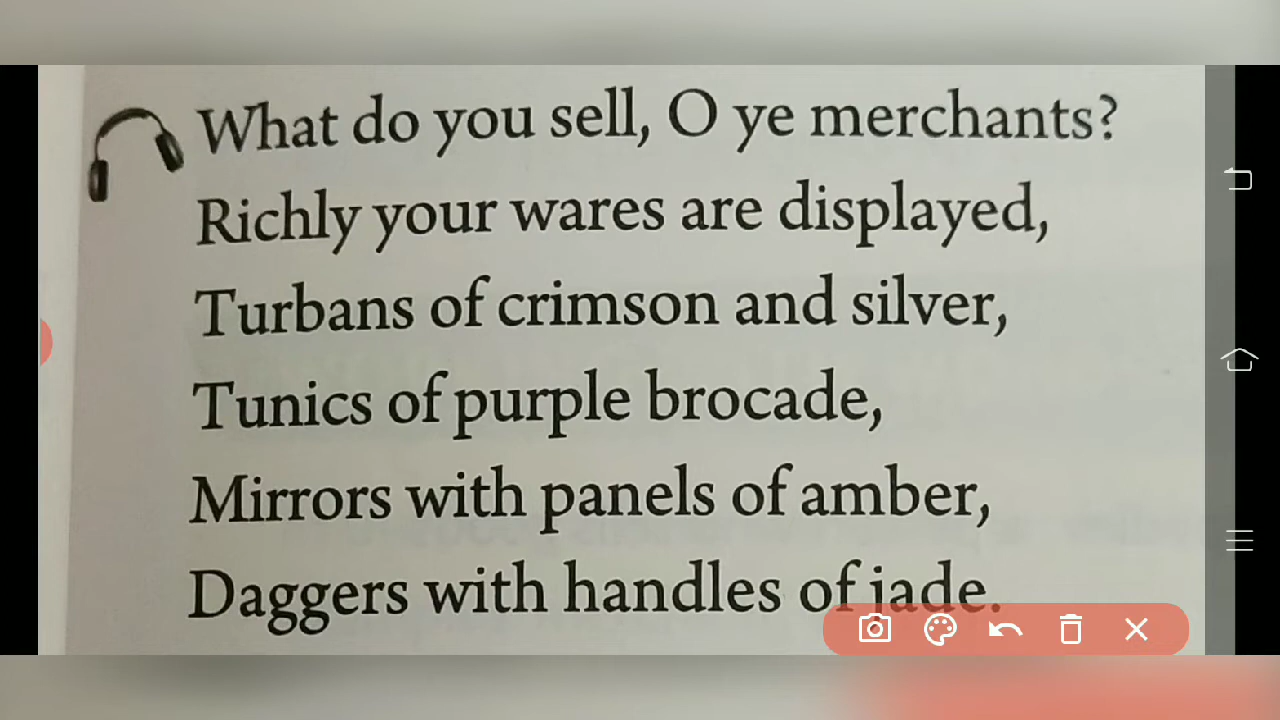 What do you sell, O ye merchants?
Richly your wares are displayed,
Turbans of crimson and silver,
Tunics of purple brocade,
Mirrors with panels of amber,
Daggers with handles of jade.